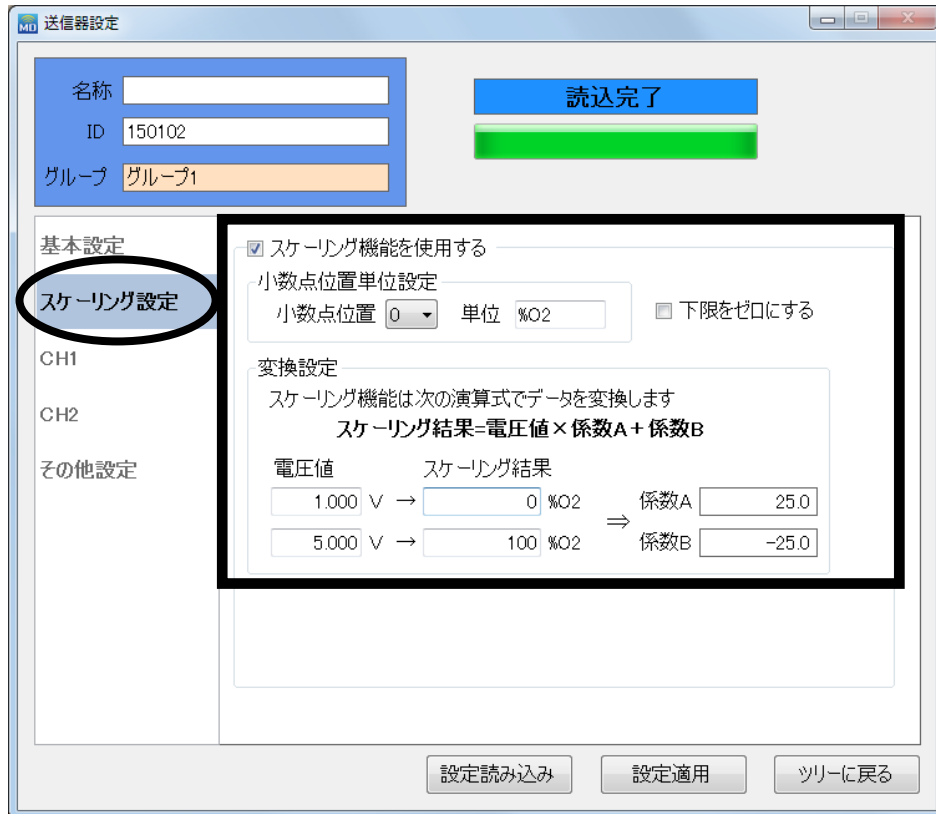 MD 送信器設定
名称
読込完了
ID 150102
グループ グループ1
基本設定
スケーリング設定
CH1
CH2
その他設定
スケーリング機能を使用する
小数点位置単位設定
小数点位置 0 単位 %O2
下限をゼロにする
変換設定
スケーリング機能は次の演算式でデータを変換します
スケーリング結果=電圧値×係数A+係数B
電圧値 スケーリング結果
1.000 V → 0 %O2 ⇒ 係数A 25.0
5.000 V → 100 %O2 係数B -25.0
設定読み込み 設定適用 ツリーに戻る